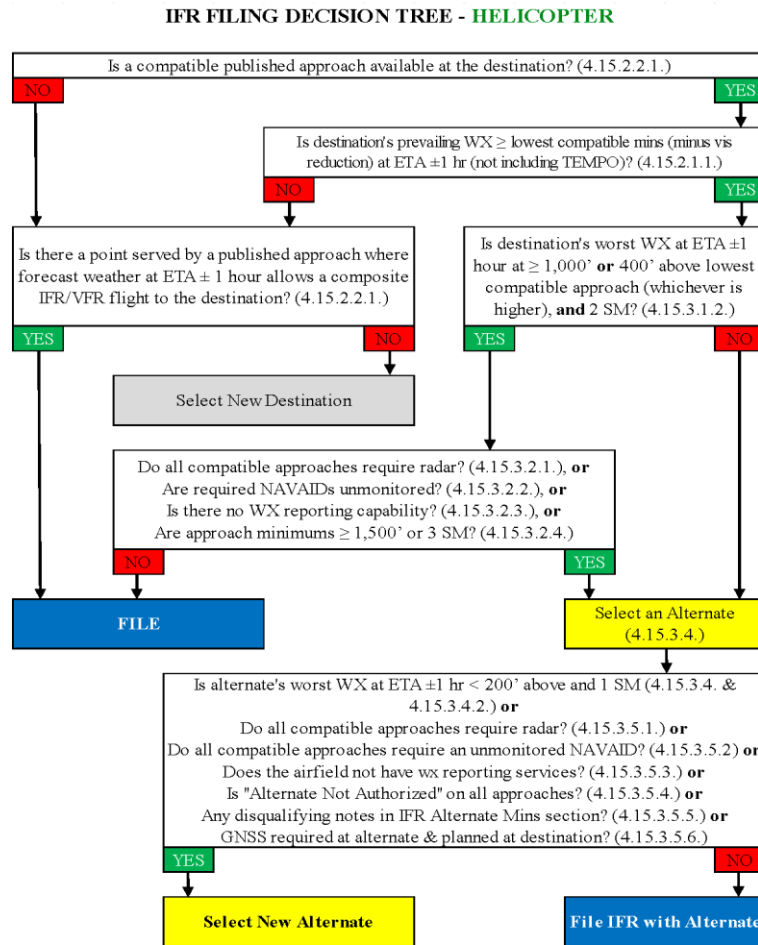 IFR FILING DECISION TREE - HELICOPTER
Is a compatible published approach available at the destination? (4.15.2.2.1.)
NO
YES
Is destination's prevailing WX ≥ lowest compatible mins (minus vis
reduction) at ETA ±1 hr (not including TEMPO)? (4.15.2.1.1.)
NO
YES
Is there a point served by a published approach where
forecast weather at ETA ± 1 hour allows a composite
IFR/VFR flight to the destination? (4.15.2.2.1.)
YES
NO
Is destination's worst WX at ETA ±1
hour at ≥ 1,000' or 400' above lowest
compatible approach (whichever is
higher), and 2 SM? (4.15.3.1.2.)
YES
NO
Select New Destination
Do all compatible approaches require radar? (4.15.3.2.1.), or
Are required NAVAIDs unmonitored? (4.15.3.2.2.), or
Is there no WX reporting capability? (4.15.3.2.3.), or
Are approach minimums ≥ 1,500' or 3 SM? (4.15.3.2.4.)
NO
YES
FILE
Select an Alternate
(4.15.3.4.)
Is alternate's worst WX at ETA ±1 hr < 200' above and 1 SM (4.15.3.4. &
4.15.3.4.2.) or
Do all compatible approaches require radar? (4.15.3.5.1.) or
Do all compatible approaches require an unmonitored NAVAID? (4.15.3.5.2) or
Does the airfield not have wx reporting services? (4.15.3.5.3.) or
Is "Alternate Not Authorized" on all approaches? (4.15.3.5.4.) or
Any disqualifying notes in IFR Alternate Mins section? (4.15.3.5.5.) or
GNSS required at alternate & planned at destination? (4.15.3.5.6.)
YES
NO
Select New Alternate
File IFR with Alternate